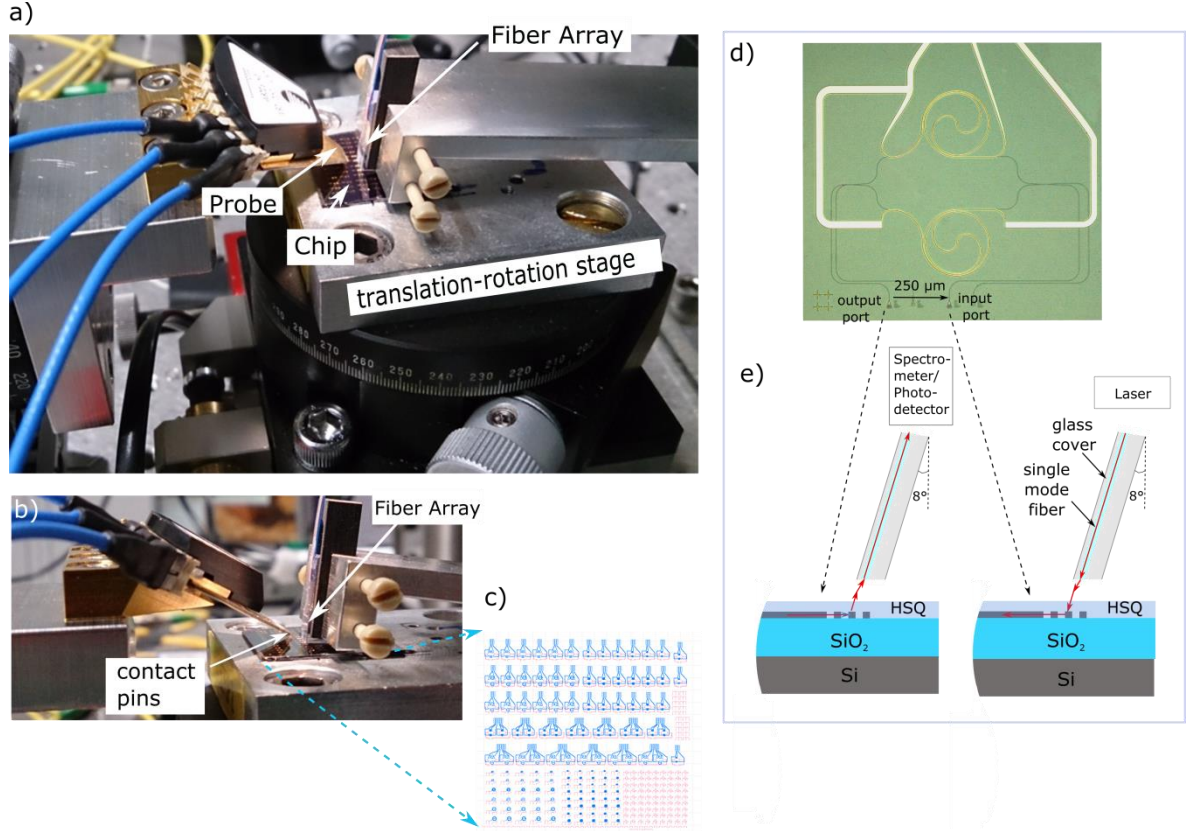 a)
Fiber Array
Probe
Chip
translation-rotation stage
280
270
260
250
240
230
220
210
200
b)
Fiber Array
contact
pins
c)
d)
250 µm
output
port
input
port
e)
Spectro-
meter/
Photo-
detector
Laser
glass
cover
single
mode
fiber
8°
8°
HSQ
SiO₂
Si
HSQ
SiO₂
Si